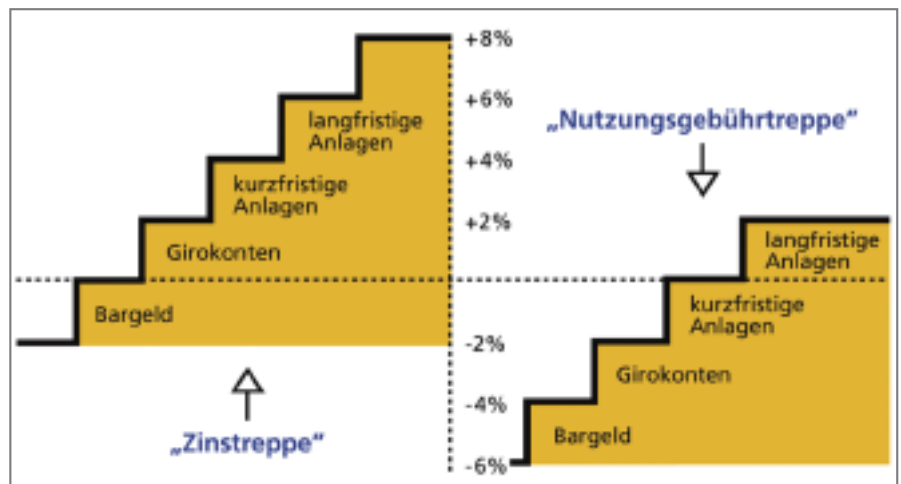 +8%
+6%
+4%
+2%
-2%
-4%
-6%
langfristige
Anlagen
kurzfristige
Anlagen
Girokonten
Bargeld
„Zinstreppe“
„Nutzungsgebührtreppe“
langfristige
Anlagen
kurzfristige
Anlagen
Girokonten
Bargeld